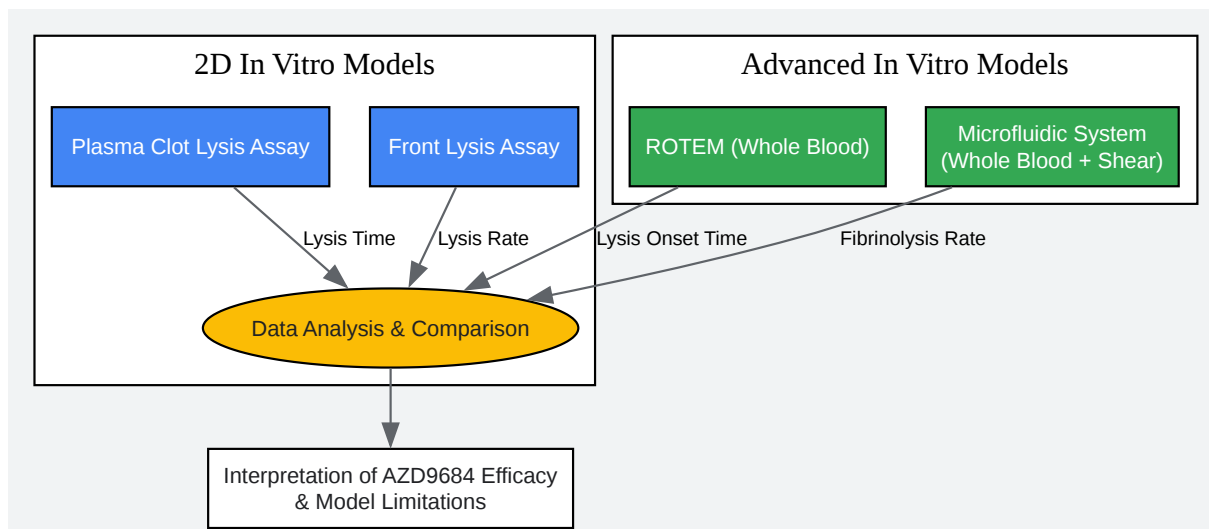 2D In Vitro Models
Advanced In Vitro Models
Plasma Clot Lysis Assay
Front Lysis Assay
ROTEM (Whole Blood)
Microfluidic System
(Whole Blood + Shear)
Lysis Time
Lysis Rate
Lysis Onset Time
Fibrinolysis Rate
Data Analysis & Comparison
Interpretation of AZD9684 Efficacy
& Model Limitations